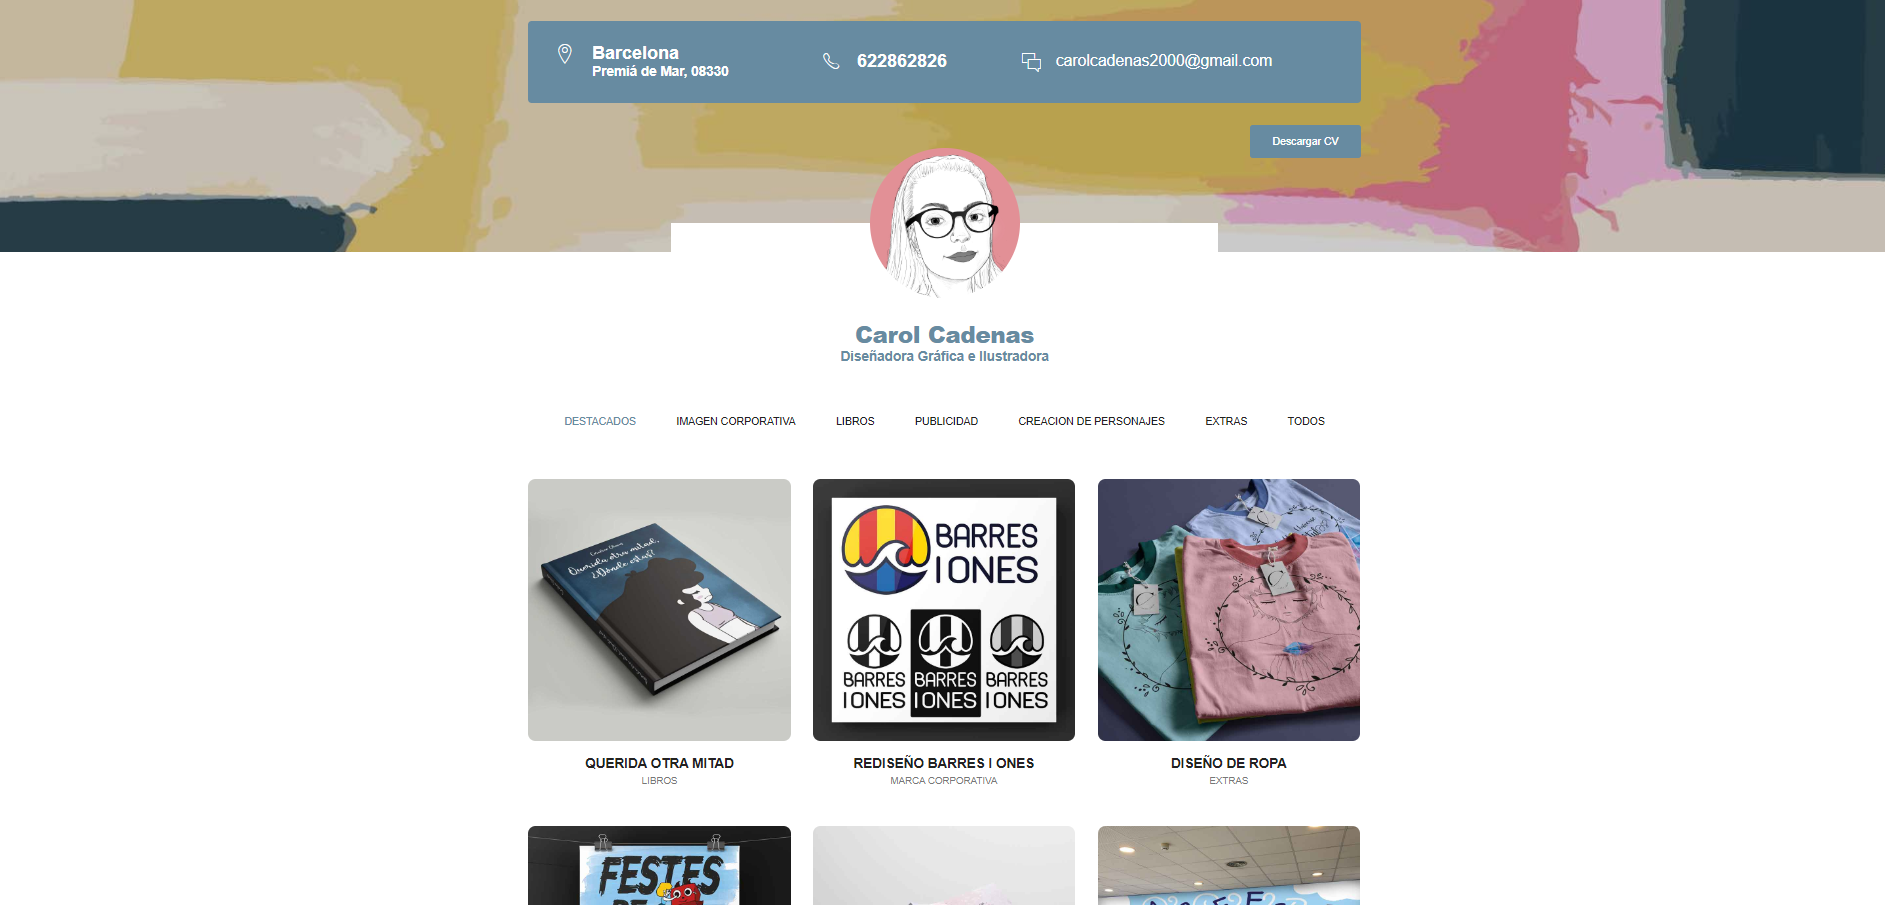 Barcelona
Premiá de Mar, 08330
622862826
carolcadenas2000@gmail.com
Descargar CV
Carol Cadenas
Diseñadora Gráfica e Ilustradora
DESTACADOS IMAGEN CORPORATIVA LIBROS PUBLICIDAD CREACION DE PERSONAJES EXTRAS TODOS
Querida otra mitad,
¿Dónde estás?
BARRES
I ONES
BARRES BARRES BARRES
I ONES I ONES I ONES
QUERIDA OTRA MITAD
LIBROS
REDISEÑO BARRES I ONES
MARCA CORPORATIVA
DISEÑO DE ROPA
EXTRAS
FESTES
DE